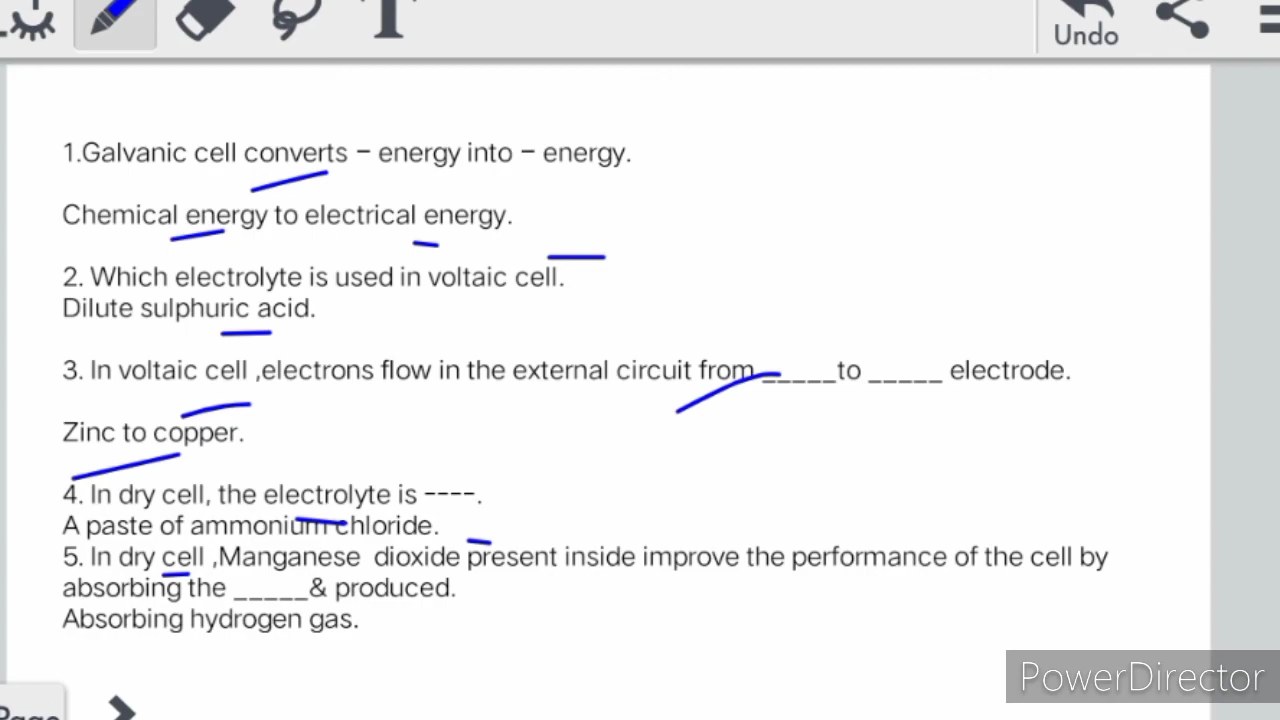 Undo
1.Galvanic cell converts – energy into – energy.
Chemical energy to electrical energy.
2. Which electrolyte is used in voltaic cell.
Dilute sulphuric acid.
3. In voltaic cell ,electrons flow in the external circuit from _____to _____ electrode.
Zinc to copper.
4. In dry cell, the electrolyte is ----.
A paste of ammonium chloride.
5. In dry cell ,Manganese dioxide present inside improve the performance of the cell by
absorbing the _____& produced.
Absorbing hydrogen gas.
PowerDirector
Page